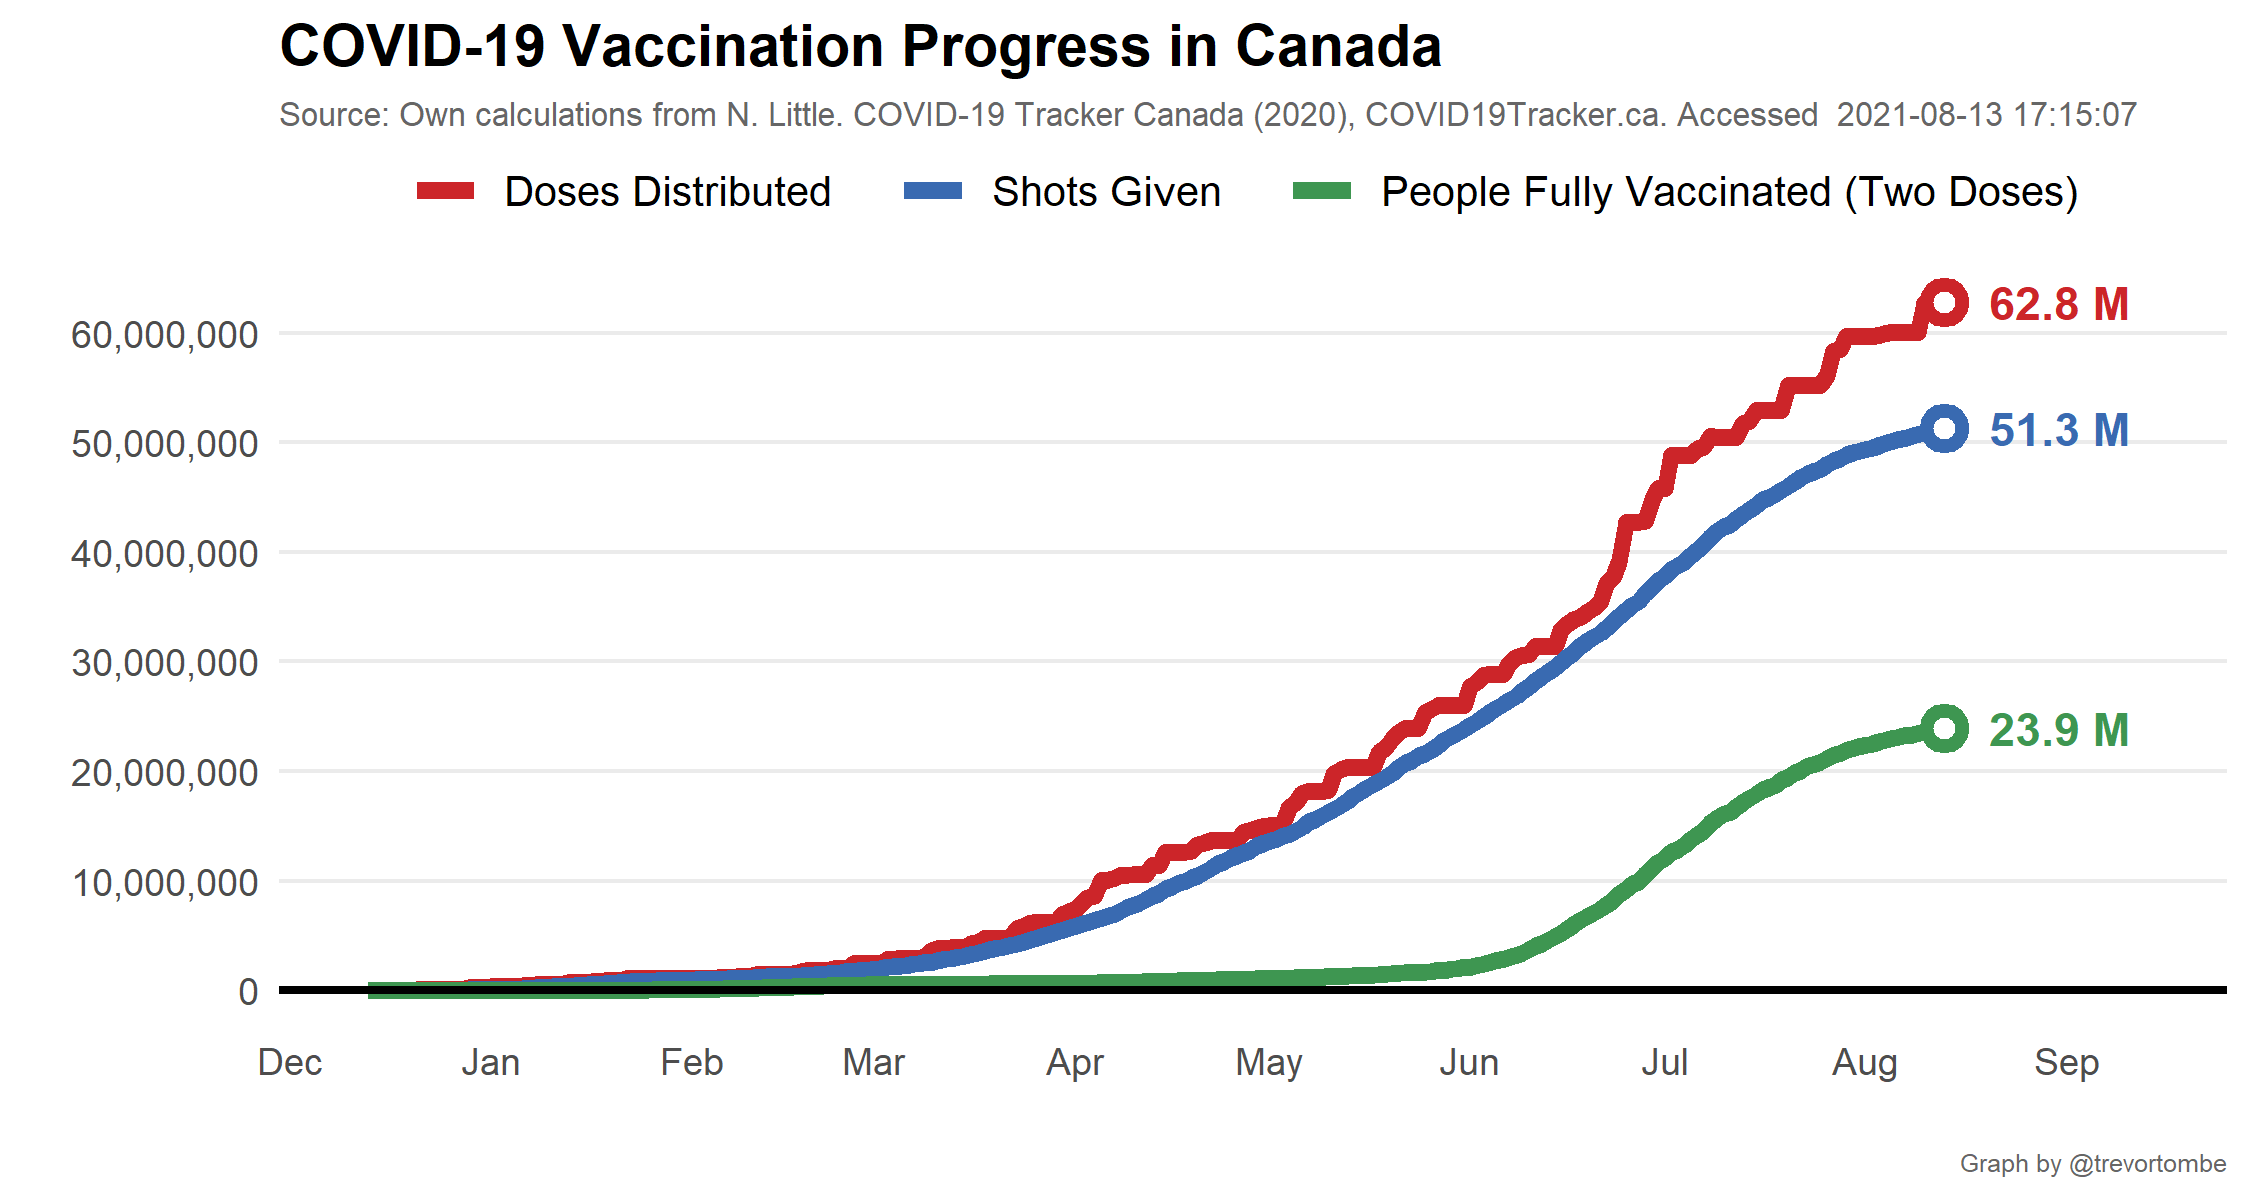 COVID-19 Vaccination Progress in Canada
Source: Own calculations from N. Little. COVID-19 Tracker Canada (2020), COVID19Tracker.ca. Accessed  2021-08-13 17:15:07
Doses Distributed Shots Given People Fully Vaccinated (Two Doses)
62.8 M
60,000,000
51.3 M
50,000,000
40,000,000
30,000,000
23.9 M
20,000,000
10,000,000
0
Dec Jan Feb Mar Apr May Jun Jul Aug Sep
Graph by @trevortombe